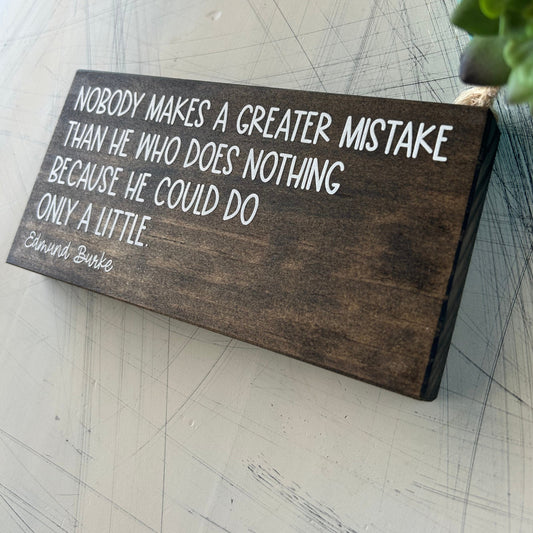 NOBODY MAKES A GREATER MISTAKE
THAN HE WHO DOES NOTHING
BECAUSE HE COULD DO
ONLY A LITTLE.
Edmund Burke